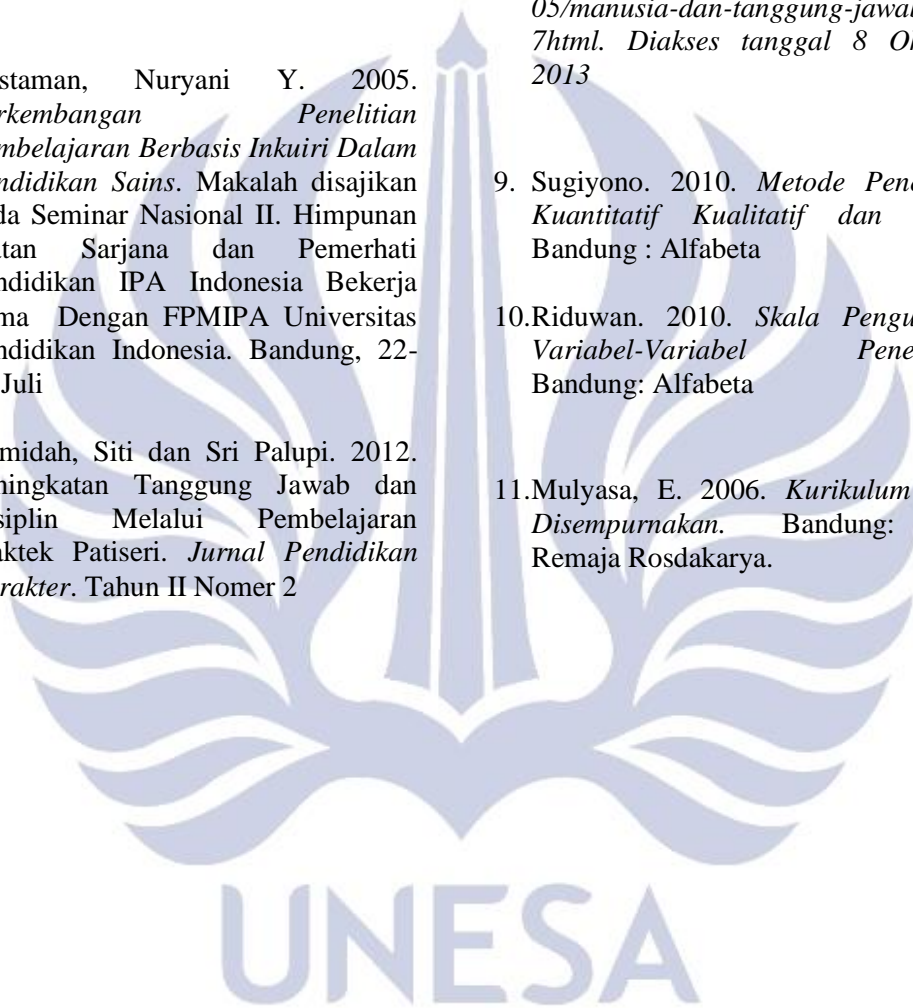 staman, Nuryani Y. 2005.
rkembangan Penelitian
mbelajaran Berbasis Inkuiri Dalam
ndidikan Sains. Makalah disajikan
da Seminar Nasional II. Himpunan
atan Sarjana dan Pemerhati
ndidikan IPA Indonesia Bekerja
ma Dengan FPMIPA Universitas
ndidikan Indonesia. Bandung, 22-
Juli
midah, Siti dan Sri Palupi. 2012.
ningkatan Tanggung Jawab dan
siplin Melalui Pembelajaran
aktek Patiseri. Jurnal Pendidikan
rakter. Tahun II Nomer 2
05/manusia-dan-tanggung-jawal
7html. Diakses tanggal 8 Ol
2013
9. Sugiyono. 2010. Metode Pene
Kuantitatif Kualitatif dan
Bandung : Alfabeta
10.Riduwan. 2010. Skala Pengu
Variabel-Variabel Pene
Bandung: Alfabeta
11.Mulyasa, E. 2006. Kurikulum
Disempurnakan. Bandung:
Remaja Rosdakarya.
UNESA